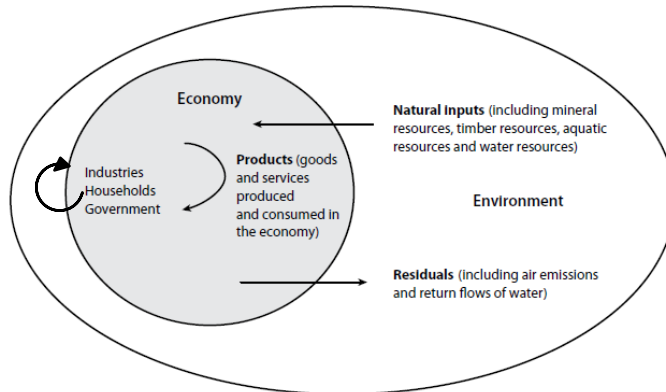 Economy
Industries
Households
Government
Products (goods
and services
produced
and consumed in
the economy)
Natural inputs (including mineral
resources, timber resources, aquatic
resources and water resources)
Environment
Residuals (including air emissions
and return flows of water)